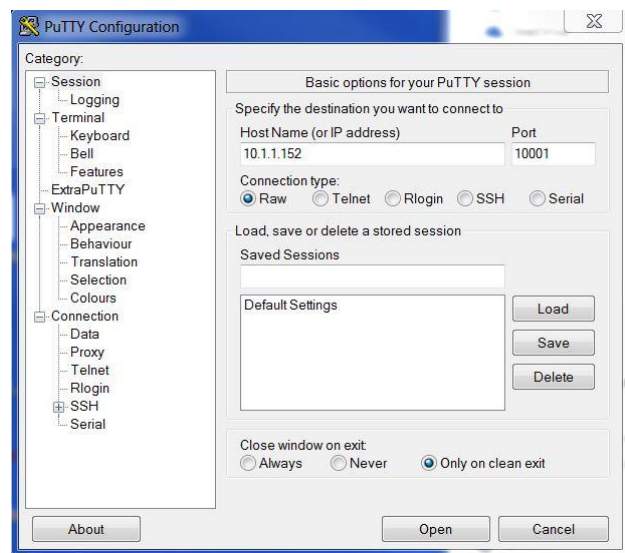 PuTTY Configuration
Category:
Session
Logging
Terminal
Keyboard
Bell
Features
ExtraPuTTY
Window
Appearance
Behaviour
Translation
Selection
Colours
Connection
Data
Proxy
Telnet
Rlogin
SSH
Serial
Basic options for your PuTTY session
Specify the destination you want to connect to
Host Name (or IP address) Port
10.1.1.152 10001
Connection type:
Raw Telnet Rlogin SSH Serial
Load, save or delete a stored session
Saved Sessions
Default Settings
Load
Save
Delete
Close window on exit:
Always Never Only on clean exit
About Open Cancel